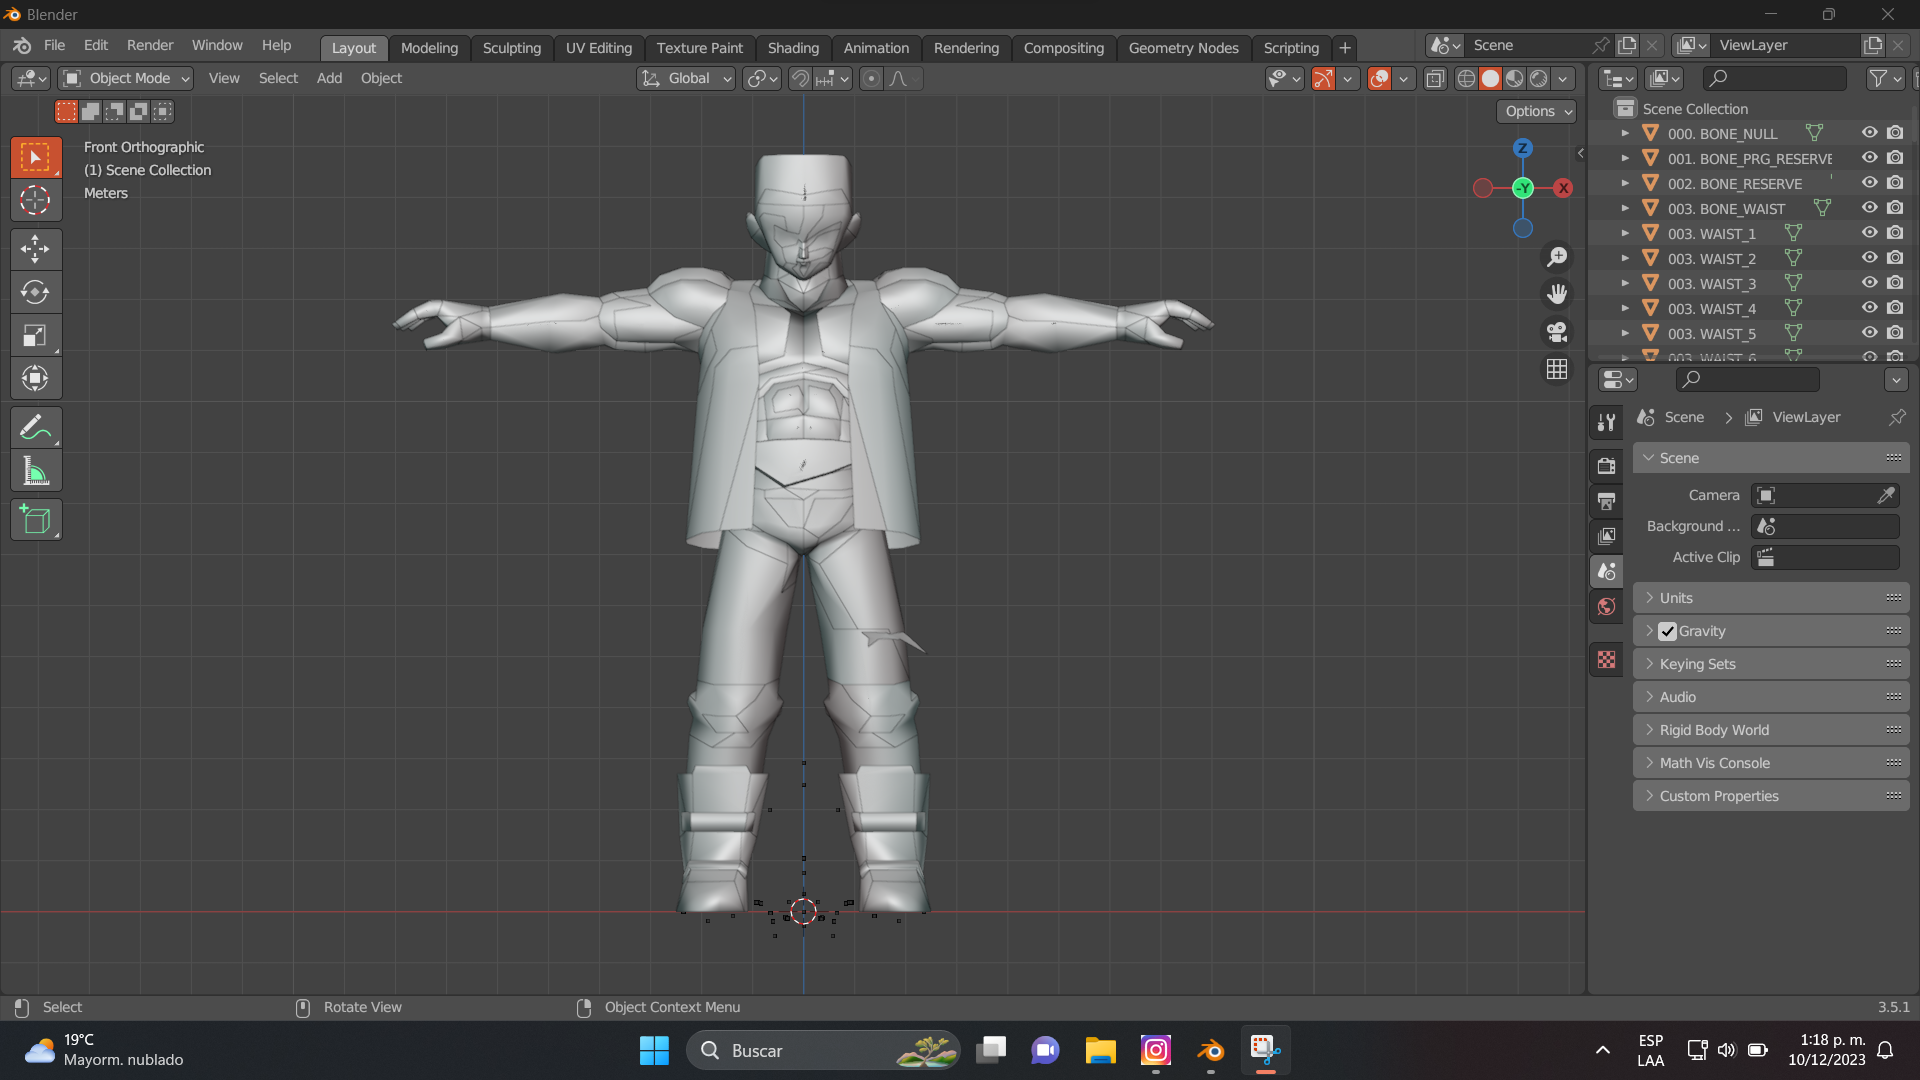 Blender
File Edit Render Window Help
Layout Modeling Sculpting UV Editing Texture Paint Shading Animation Rendering Compositing Geometry Nodes Scripting +
Scene
ViewLayer
Object Mode View Select Add Object
Global
Options
Front Orthographic
(1) Scene Collection
Meters
Z
-Y
X
Scene Collection
000. BONE_NULL
001. BONE_PRG_RESERVE
002. BONE_RESERVE
003. BONE_WAIST
003. WAIST_1
003. WAIST_2
003. WAIST_3
003. WAIST_4
003. WAIST_5
003. WAIST_6
Scene > ViewLayer
Scene
Camera
Background ...
Active Clip
Units
Gravity
Keying Sets
Audio
Rigid Body World
Math Vis Console
Custom Properties
Select
Rotate View
Object Context Menu
3.5.1
19°C
Mayorm. nublado
Buscar
ESP
LAA
1:18 p. m.
10/12/2023